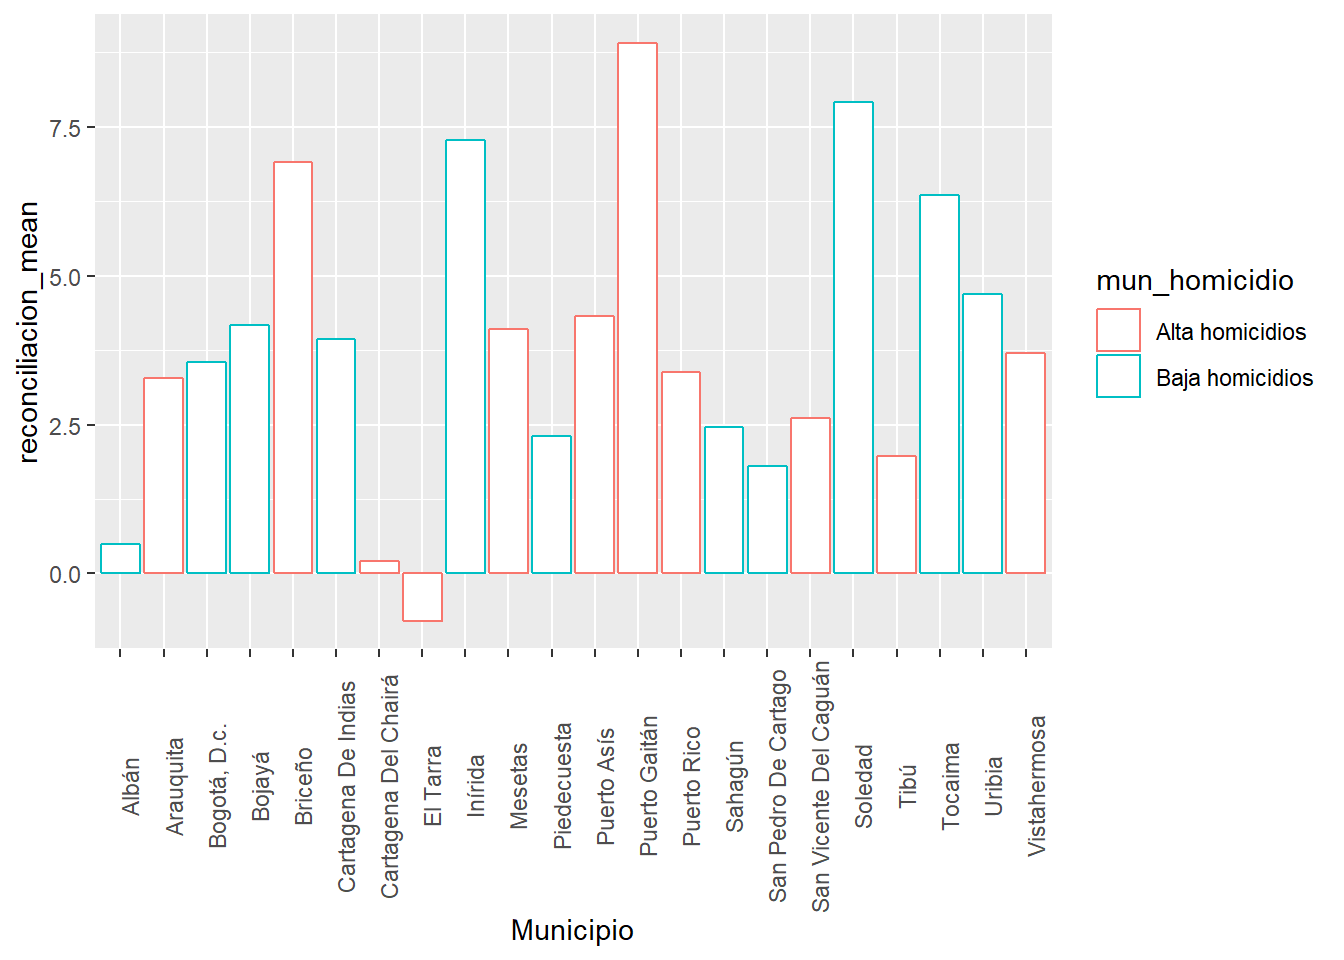 reconciliacion_mean
7.5
5.0
2.5
0.0
Albán
Arauquita
Bogotá, D.c.
Bojayá
Briceño
Cartagena De Indias
Cartagena Del Chairá
El Tarra
Inírida
Mesetas
Piedecuesta
Puerto Asís
Puerto Gaitán
Puerto Rico
Sahagún
San Pedro De Cartago
San Vicente Del Caguán
Soledad
Tibú
Tocaima
Uribia
Vistahermosa
Municipio
mun_homicidio
Alta homicidios
Baja homicidios